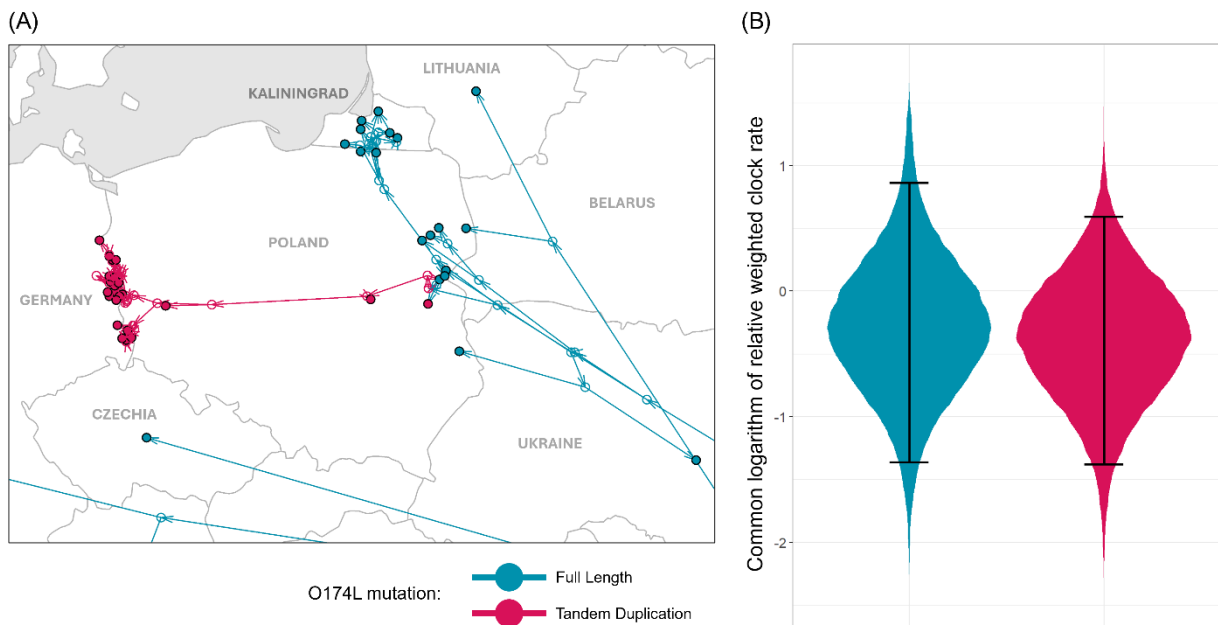 (A)
(B)
LITHUANIA
KALININGRAD
BELARUS
POLAND
GERMANY
CZECHIA
UKRAINE
Common logarithm of relative weighted clock rate
1
0
-1
-2
O174L mutation:
Full Length
Tandem Duplication